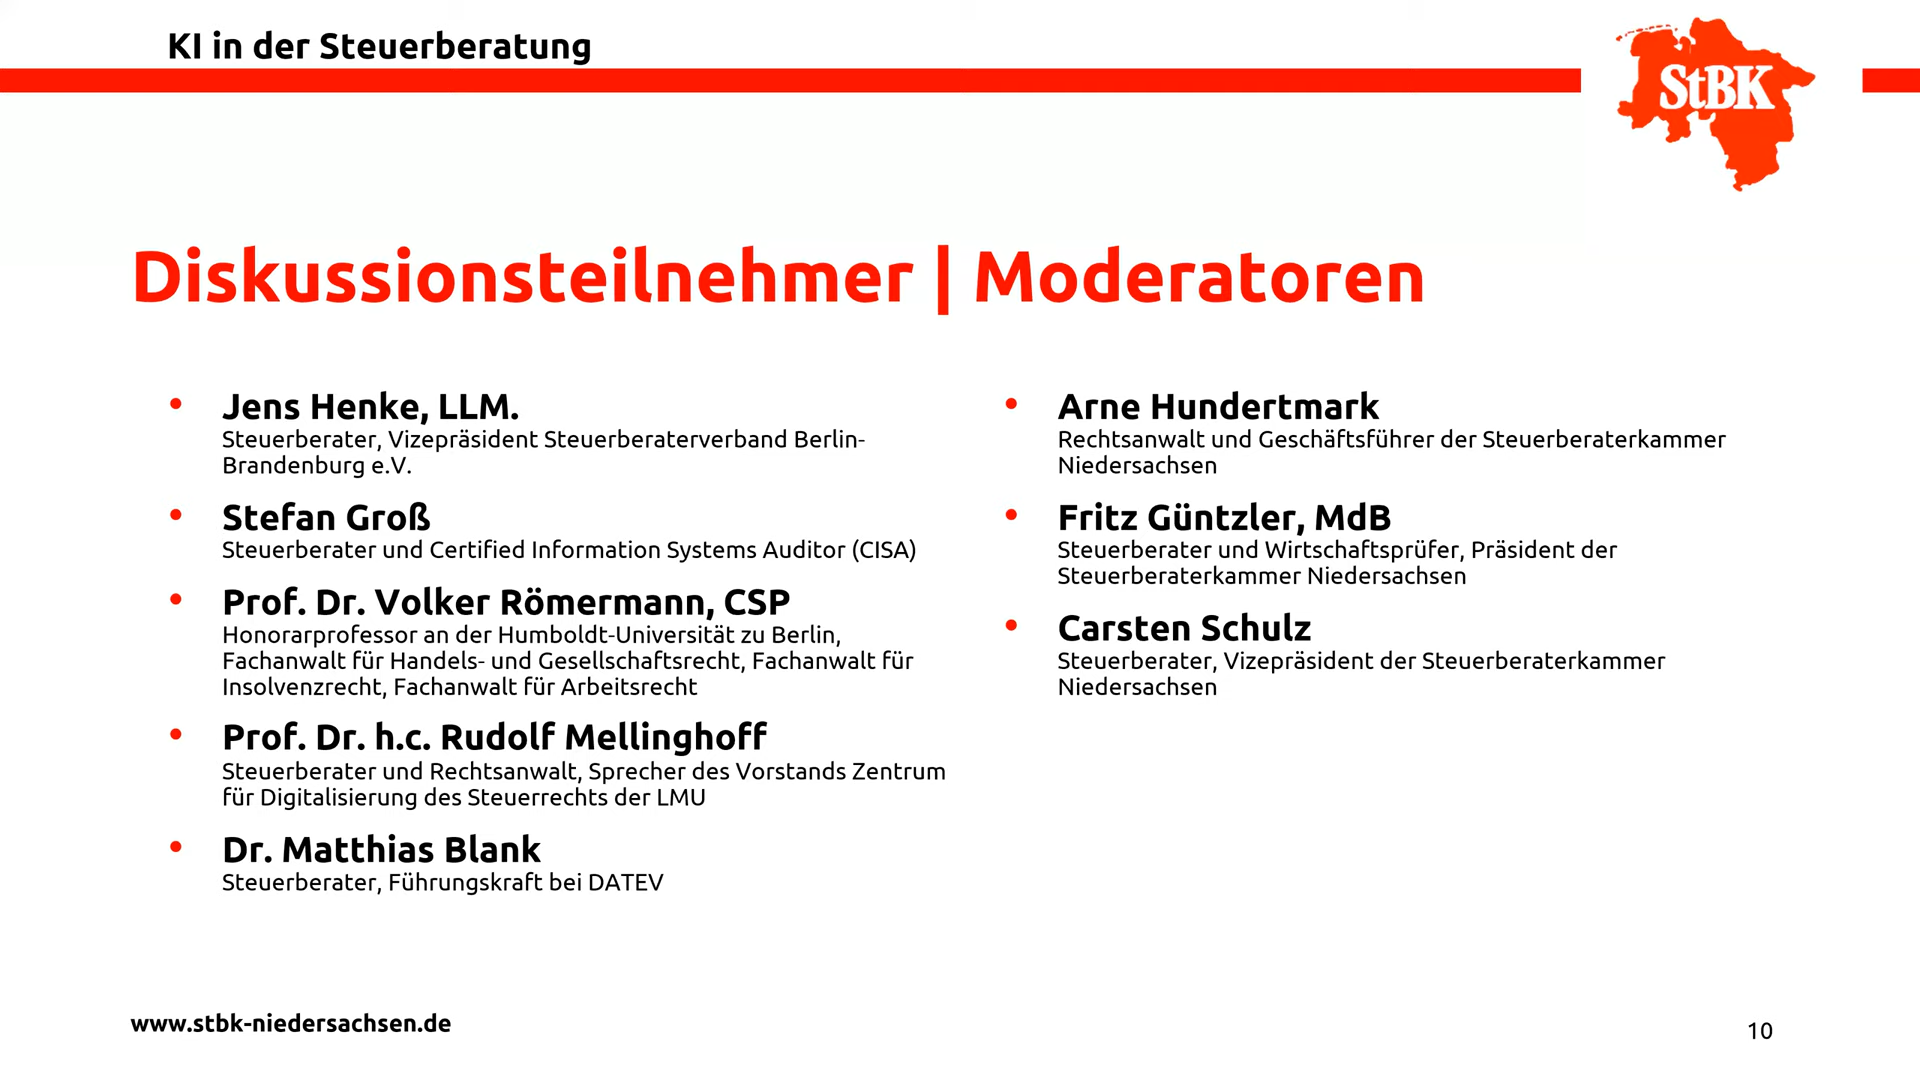 KI in der Steuerberatung
StBK
Diskussionsteilnehmer | Moderatoren
• Jens Henke, LLM.
Steuerberater, Vizepräsident Steuerberaterverband Berlin-
Brandenburg e.V.
• Stefan Groß
Steuerberater und Certified Information Systems Auditor (CISA)
• Prof. Dr. Volker Römermann, CSP
Honorarprofessor an der Humboldt-Universität zu Berlin,
Fachanwalt für Handels- und Gesellschaftsrecht, Fachanwalt für
Insolvenzrecht, Fachanwalt für Arbeitsrecht
• Prof. Dr. h.c. Rudolf Mellinghoff
Steuerberater und Rechtsanwalt, Sprecher des Vorstands Zentrum
für Digitalisierung des Steuerrechts der LMU
• Dr. Matthias Blank
Steuerberater, Führungskraft bei DATEV
• Arne Hundertmark
Rechtsanwalt und Geschäftsführer der Steuerberaterkammer
Niedersachsen
• Fritz Güntzler, MdB
Steuerberater und Wirtschaftsprüfer, Präsident der
Steuerberaterkammer Niedersachsen
• Carsten Schulz
Steuerberater, Vizepräsident der Steuerberaterkammer
Niedersachsen
www.stbk-niedersachsen.de
10